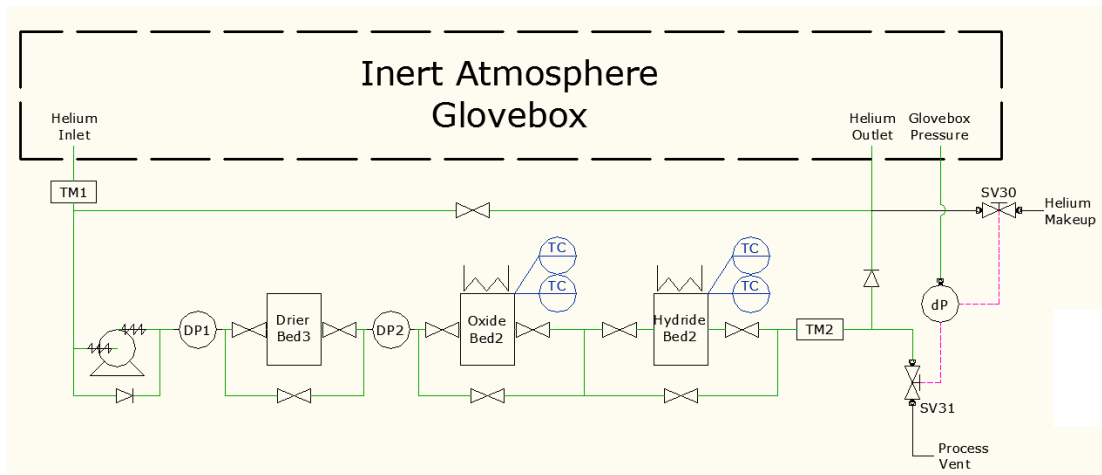 Inert Atmosphere
Glovebox
Helium
Inlet
Helium
Outlet
Glovebox
Pressure
TM1
SV30
Helium
Makeup
TC
TC
TC
TC
dP
DP1
Drier
Bed3
DP2
Oxide
Bed2
Hydride
Bed2
TM2
SV31
Process
Vent